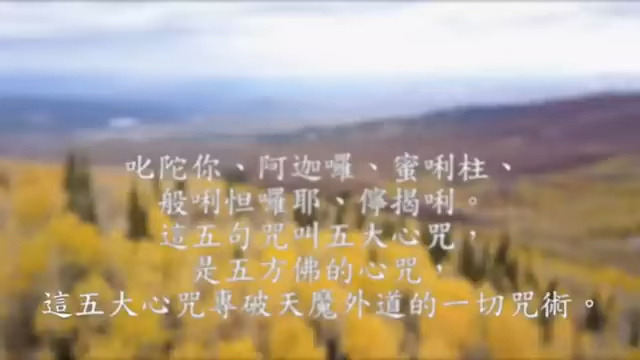 叱陀你、阿迦囉、蜜唎柱、
般唎怛囉耶、儜揭唎。
這五句咒叫五大心咒，
是五方佛的心咒，
這五大心咒專破天魔外道的一切咒術。